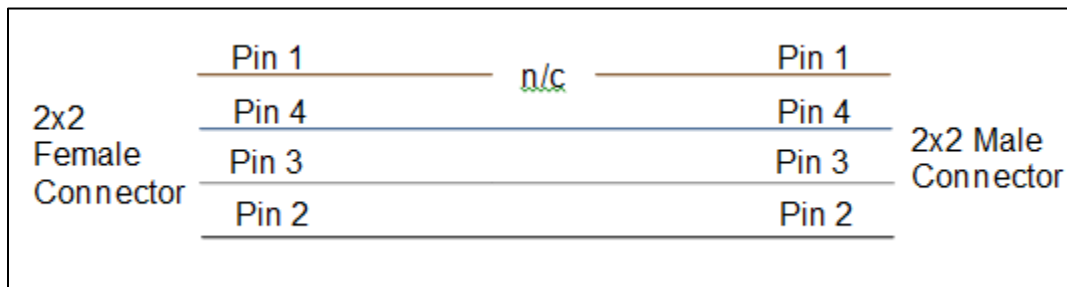 Pin 1
n/c
Pin 1
Pin 4
Pin 4
2x2
Female
Connector
Pin 3
Pin 3
2x2 Male
Connector
Pin 2
Pin 2